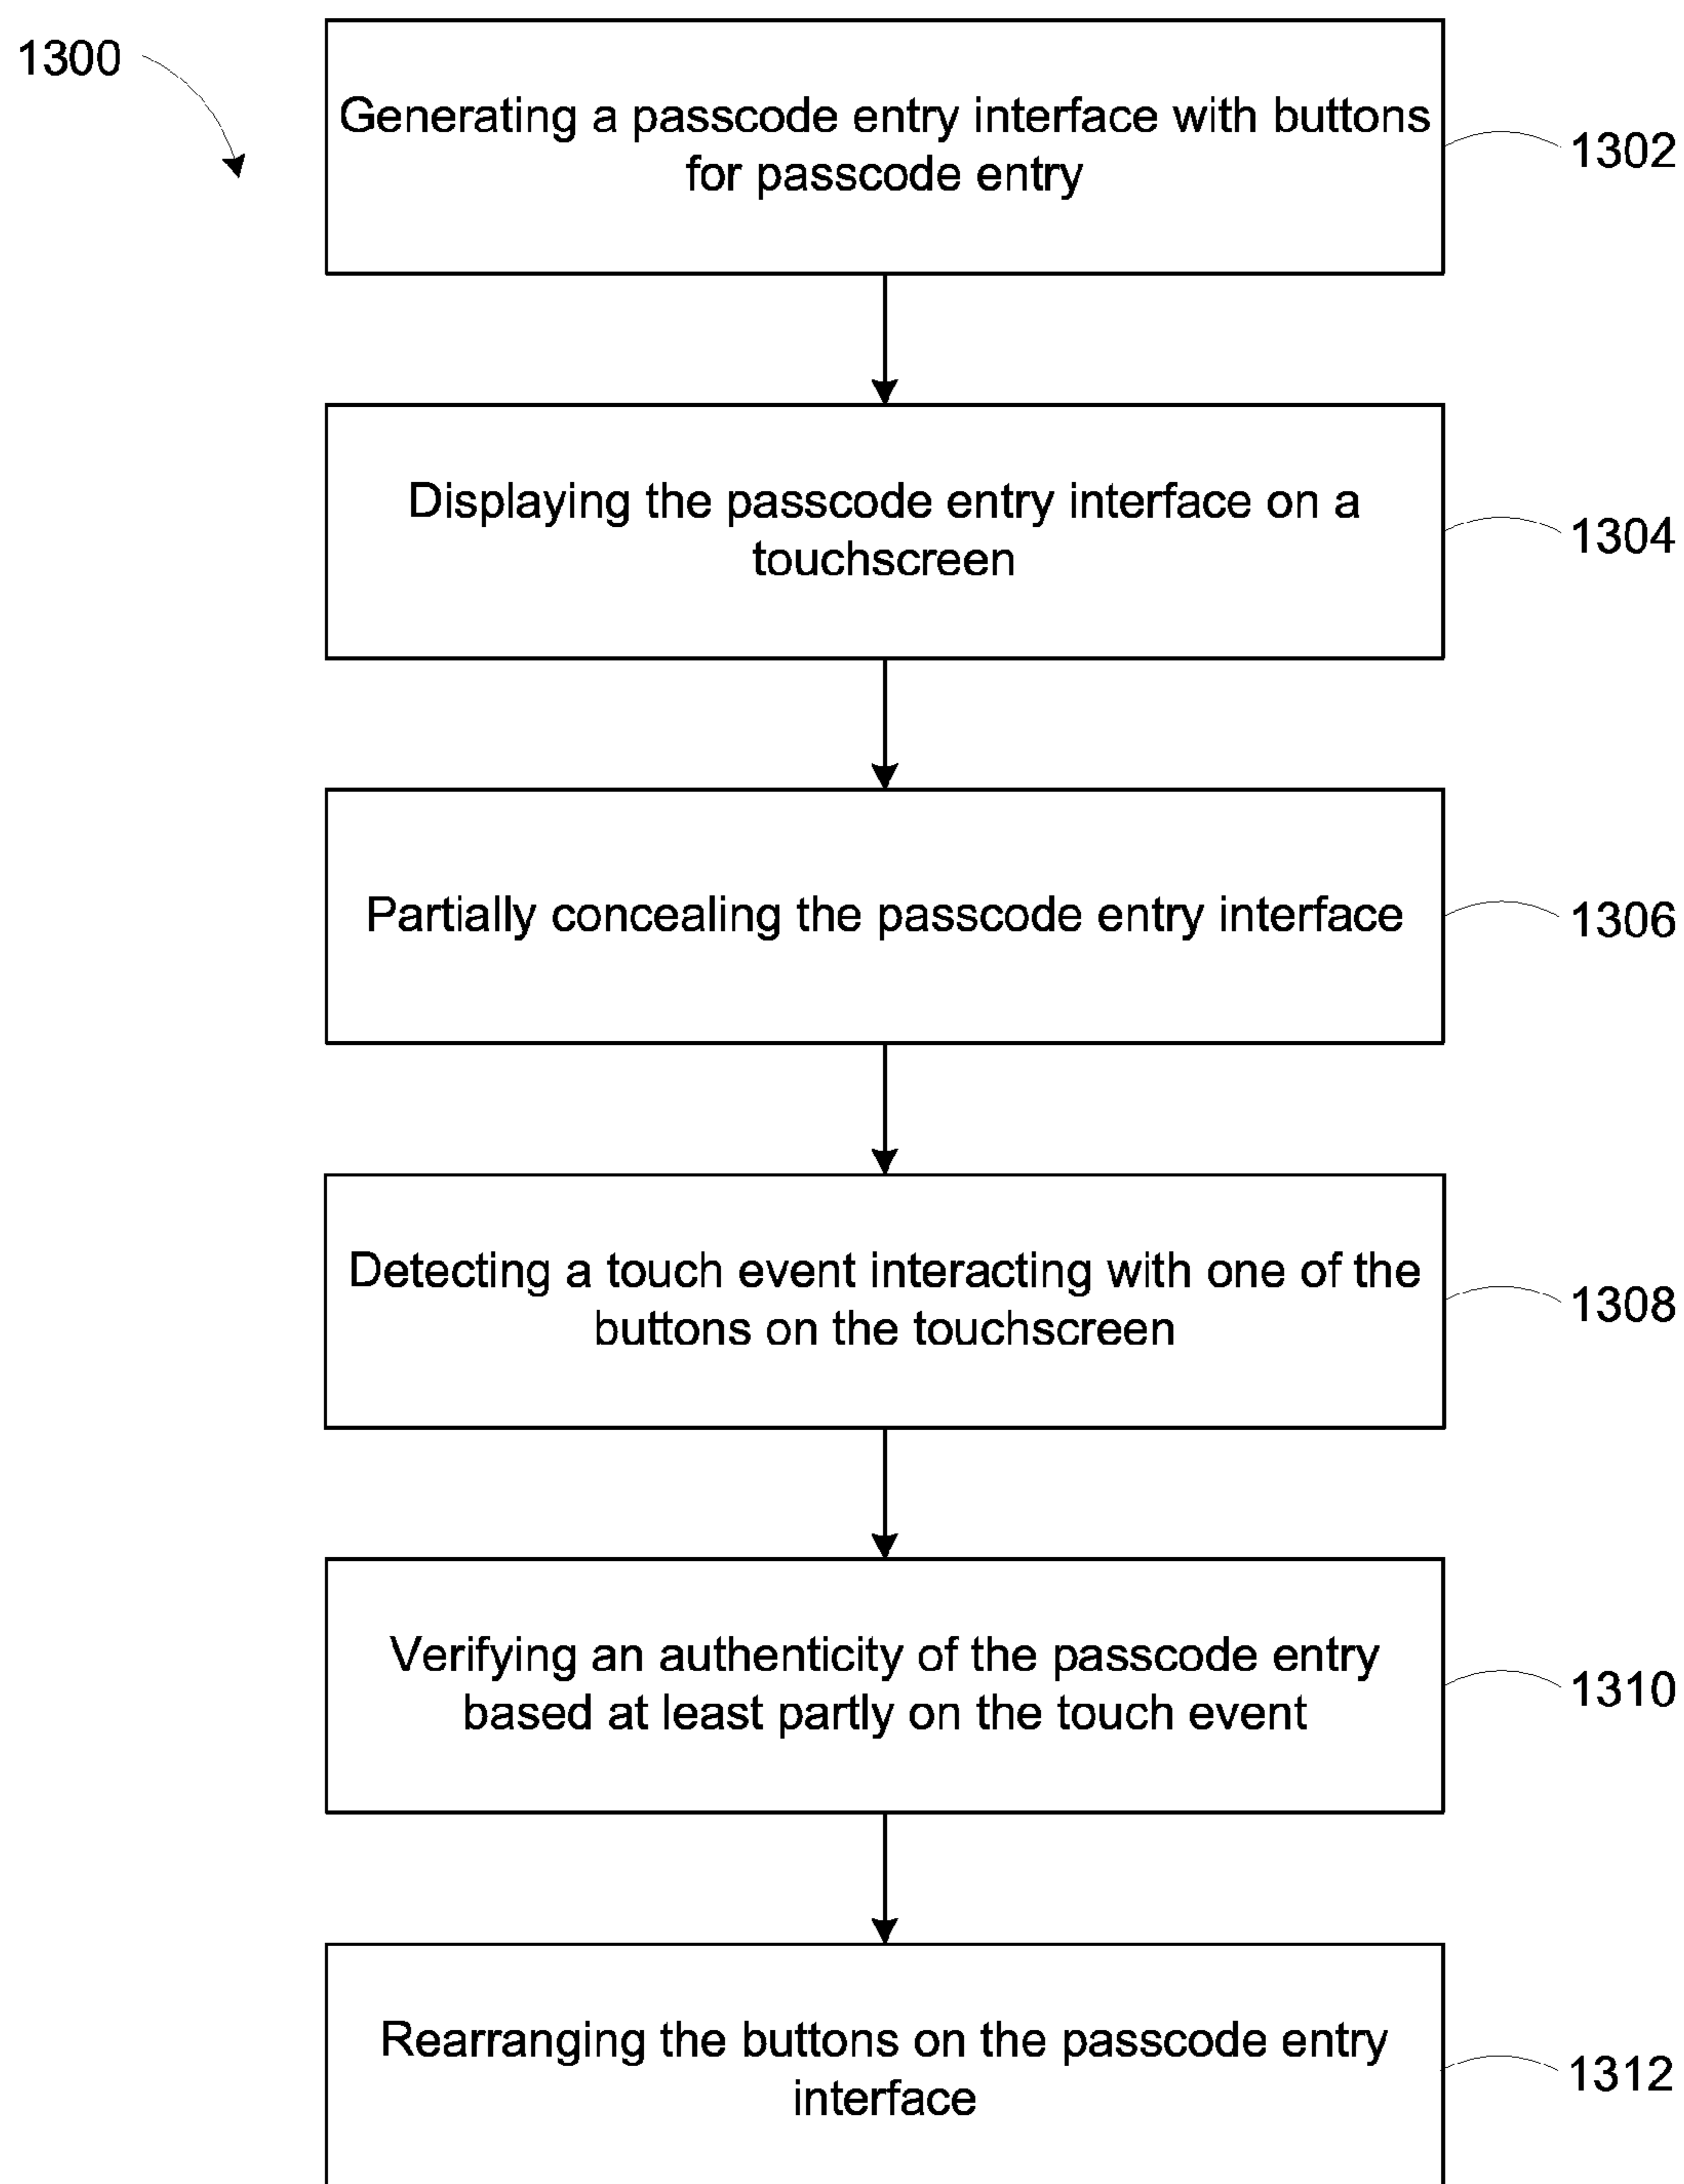 1300
Generating a passcode entry interface with buttons
for passcode entry
1302
Displaying the passcode entry interface on a
touchscreen
1304
Partially concealing the passcode entry interface
1306
Detecting a touch event interacting with one of the
buttons on the touchscreen
1308
Verifying an authenticity of the passcode entry
based at least partly on the touch event
1310
Rearranging the buttons on the passcode entry
interface
1312